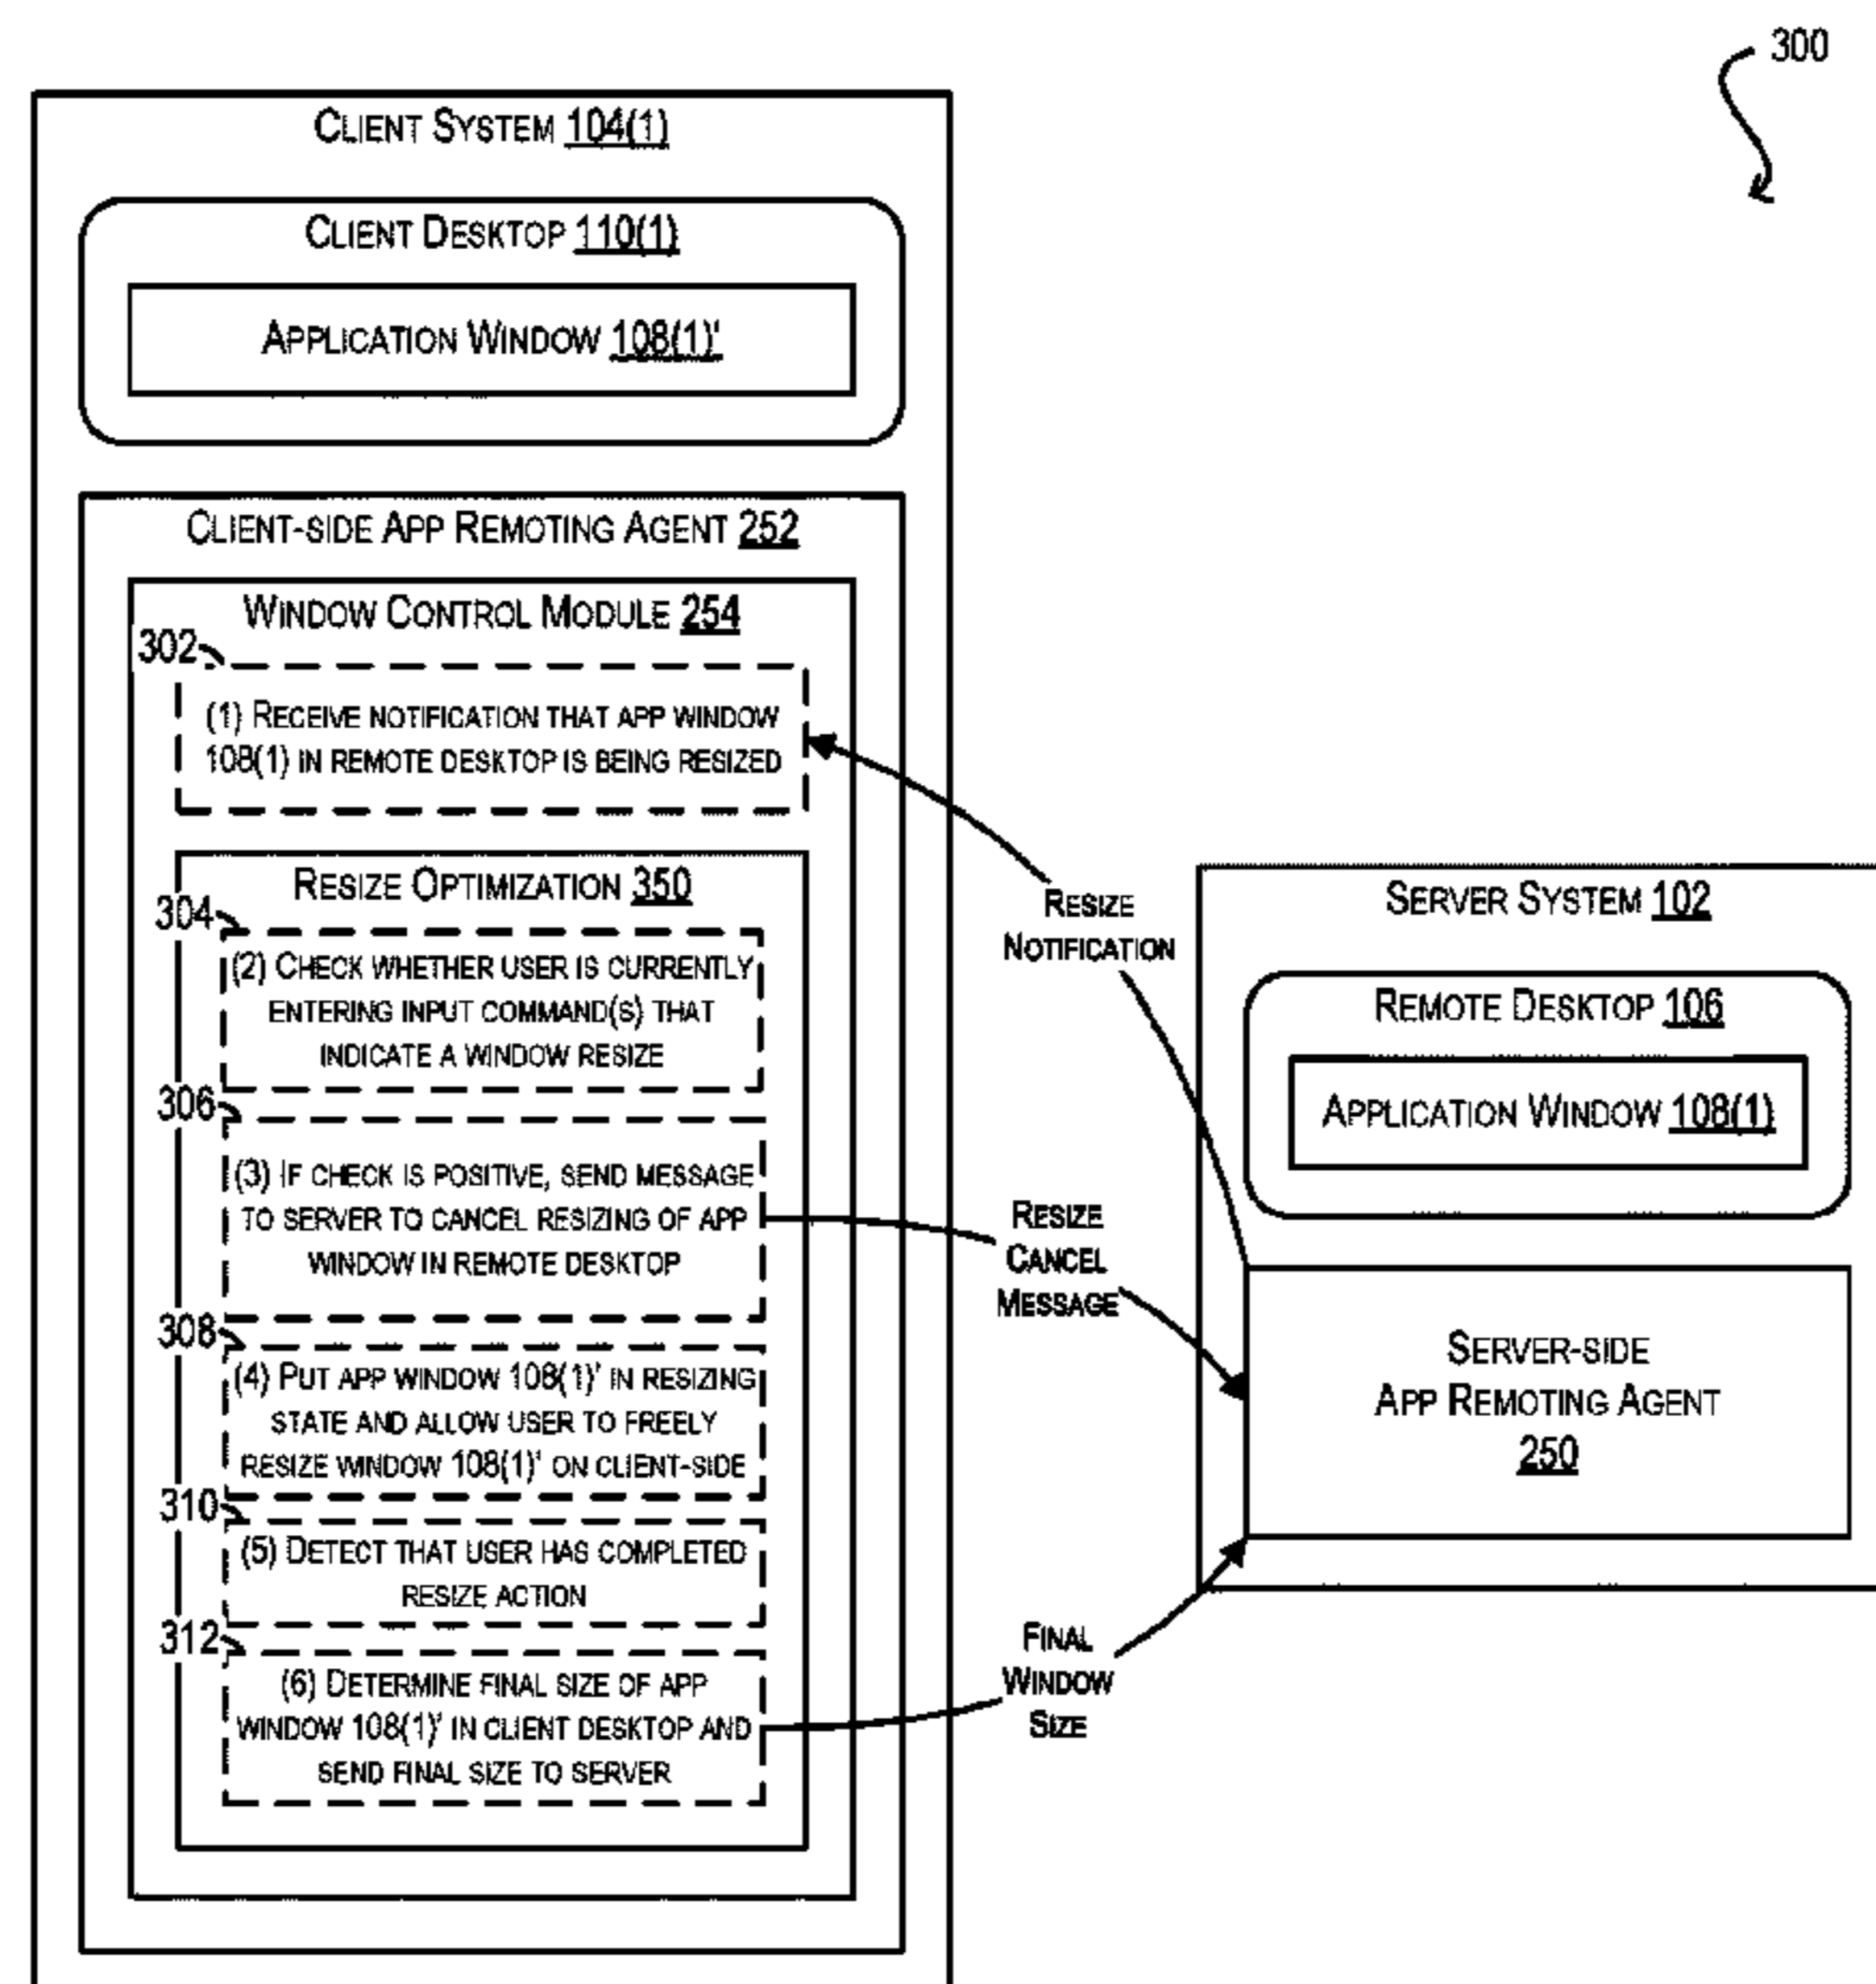 300
CLIENT SYSTEM 104(1)
CLIENT DESKTOP 110(1)
APPLICATION WINDOW 108(1)'
CLIENT-SIDE APP REMOTING AGENT 252
WINDOW CONTROL MODULE 254
302
(1) RECEIVE NOTIFICATION THAT APP WINDOW
108(1) IN REMOTE DESKTOP IS BEING RESIZED
RESIZE OPTIMIZATION 350
304
(2) CHECK WHETHER USER IS CURRENTLY
ENTERING INPUT COMMAND(S) THAT
INDICATE A WINDOW RESIZE
306
(3) IF CHECK IS POSITIVE, SEND MESSAGE
TO SERVER TO CANCEL RESIZING OF APP
WINDOW IN REMOTE DESKTOP
308
(4) PUT APP WINDOW 108(1)' IN RESIZING
STATE AND ALLOW USER TO FREELY
RESIZE WINDOW 108(1)' ON CLIENT-SIDE
310
(5) DETECT THAT USER HAS COMPLETED
RESIZE ACTION
312
(6) DETERMINE FINAL SIZE OF APP
WINDOW 108(1)' IN CLIENT DESKTOP AND
SEND FINAL SIZE TO SERVER
RESIZE
NOTIFICATION
RESIZE
CANCEL
MESSAGE
FINAL
WINDOW
SIZE
SERVER SYSTEM 102
REMOTE DESKTOP 106
APPLICATION WINDOW 108(1)
SERVER-SIDE
APP REMOTING AGENT
250